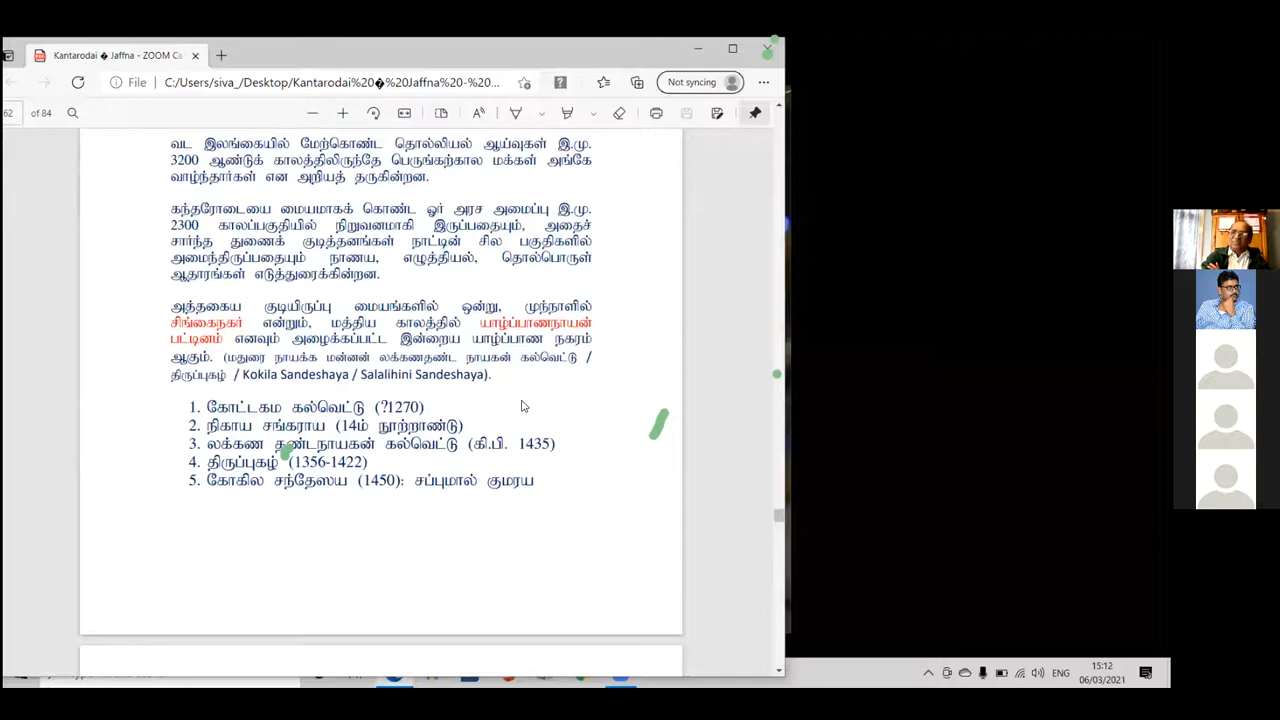 Kantarodai � Jaffna - ZOOM Ca
File C:/Users/siva_/Desktop/Kantarodai%20�%20Jaffna%20-%20... Not syncing
62 of 84
வட இலங்கையில் மேற்கொண்ட தொல்லியல் ஆய்வுகள் இ.மு.
3200 ஆண்டுக் காலத்திலிருந்தே பெருங்கற்கால மக்கள் அங்கே
வாழ்ந்தார்கள் என அறியத் தருகின்றன.
கந்தரோடையை மையமாகக் கொண்ட ஓர் அரச அமைப்பு இ.மு.
2300 காலப்பகுதியில் நிறுவனமாகி இருப்பதையும், அதைச்
சார்ந்த துணைக் குடித்தனங்கள் நாட்டின் சில பகுதிகளில்
அமைந்திருப்பதையும் நாணய, எழுத்தியல், தொல்பொருள்
ஆதாரங்கள் எடுத்துரைக்கின்றன.
அத்தகைய குடியிருப்பு மையங்களில் ஒன்று, முந்நாளில்
சிங்கைநகர் என்றும், மத்திய காலத்தில் யாழ்ப்பாணநாயன்
பட்டினம் எனவும் அழைக்கப்பட்ட இன்றைய யாழ்ப்பாண நகரம்
ஆகும். (மதுரை நாயக்க மன்னன் லக்கணதண்ட நாயகன் கல்வெட்டு /
திருப்புகழ் / Kokila Sandeshaya / Salalihini Sandeshaya).
1. கோட்டகம கல்வெட்டு (?1270)
2. நிகாய சங்கராய (14ம் நூற்றாண்டு)
3. லக்கண தண்டநாயகன் கல்வெட்டு (கி.பி. 1435)
4. திருப்புகழ் (1356-1422)
5. கோகில சந்தேஸய (1450): சப்புமால் குமரய
ENG
15:12
06/03/2021